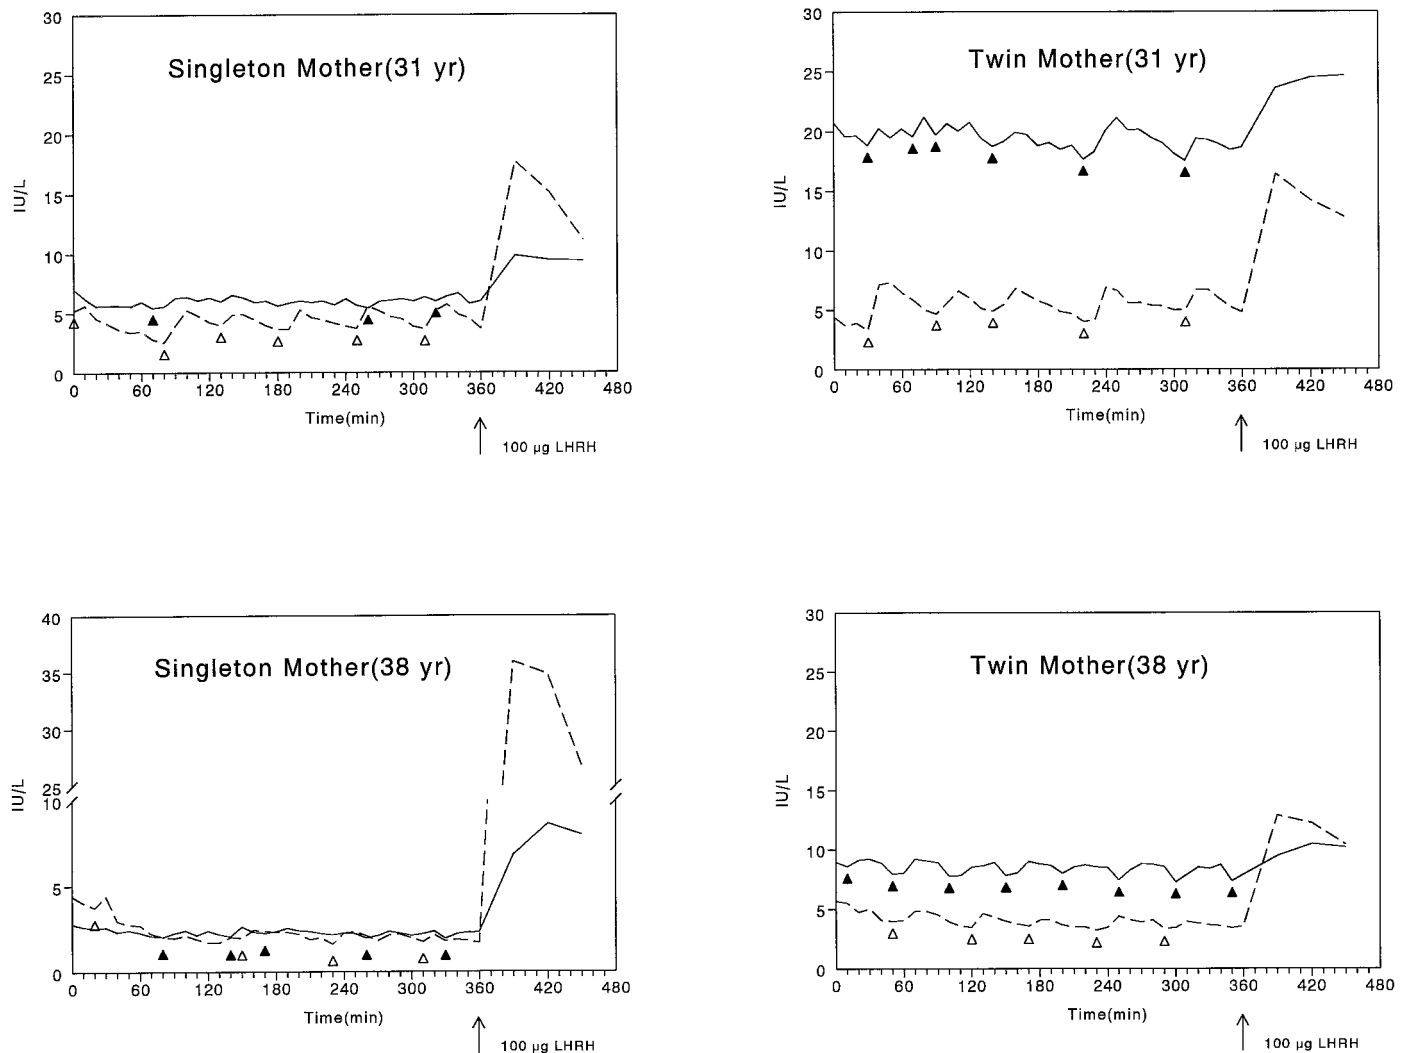 Singleton Mother(31 yr)
30
25
20
15
10
5
0
IU/L
0 60 120 180 240 300 360 420 480
Time(min)
100 µg LHRH
Twin Mother(31 yr)
30
25
20
15
10
5
0
IU/L
0 60 120 180 240 300 360 420 480
Time(min)
100 µg LHRH
Singleton Mother(38 yr)
40
35
30
25
10
5
0
IU/L
0 60 120 180 240 300 360 420 480
Time(min)
100 µg LHRH
Twin Mother(38 yr)
30
25
20
15
10
5
0
IU/L
0 60 120 180 240 300 360 420 480
Time(min)
100 µg LHRH